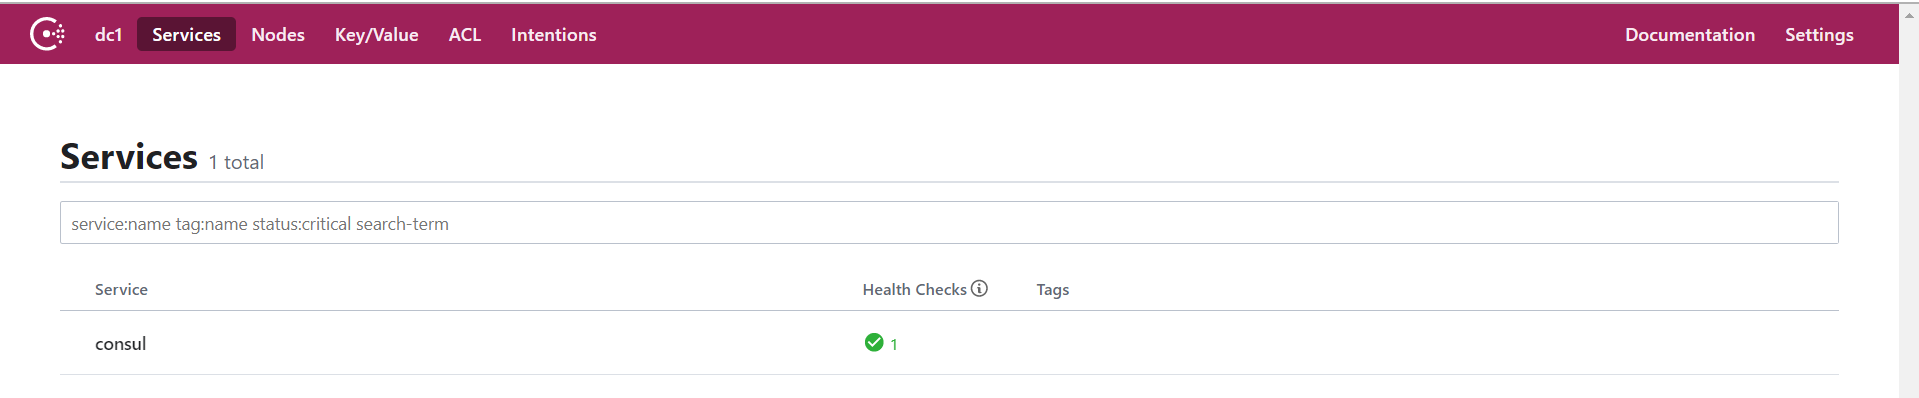 dc1 Services Nodes Key/Value ACL Intentions Documentation Settings
Services 1 total
service:name tag:name status:critical search-term
Service Health Checks Tags
consul 1